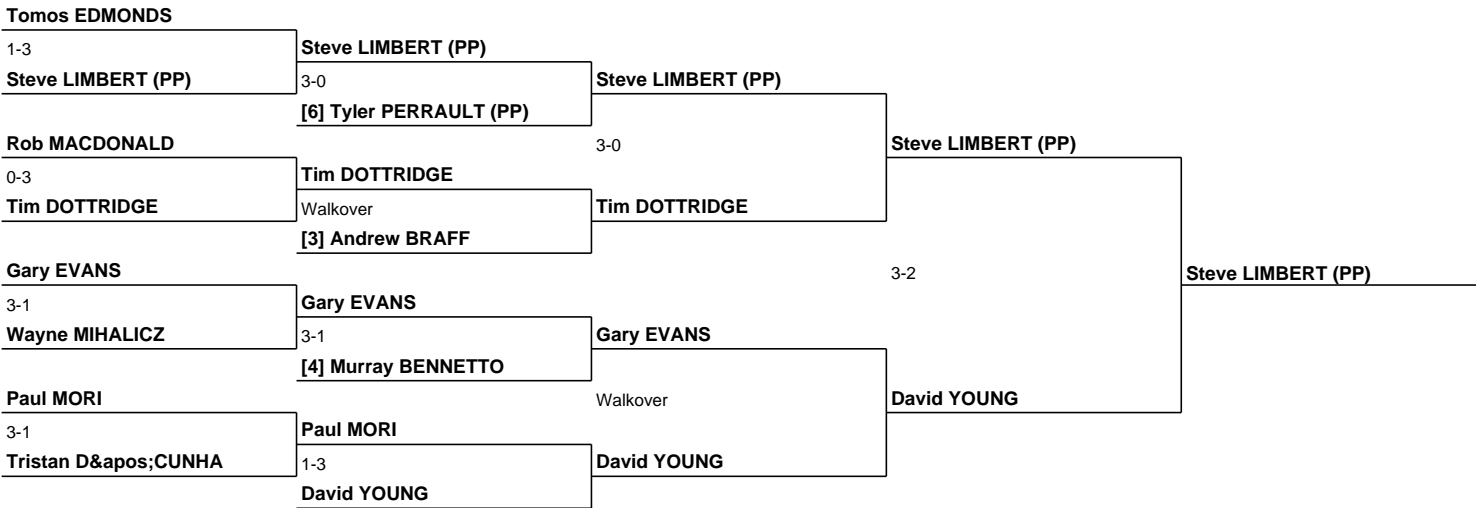 Tomos EDMONDS
1-3
Steve LIMBERT (PP)
Steve LIMBERT (PP)
3-0
[6] Tyler PERRAULT (PP)
Steve LIMBERT (PP)
Rob MACDONALD
0-3
Tim DOTTRIDGE
Tim DOTTRIDGE
Walkover
[3] Andrew BRAFF
3-0
Tim DOTTRIDGE
Steve LIMBERT (PP)
Gary EVANS
3-1
Wayne MIHALICZ
Gary EVANS
3-1
[4] Murray BENNETTO
Gary EVANS
3-2
Steve LIMBERT (PP)
Paul MORI
3-1
Tristan D&apos;CUNHA
Paul MORI
1-3
David YOUNG
Walkover
David YOUNG
David YOUNG